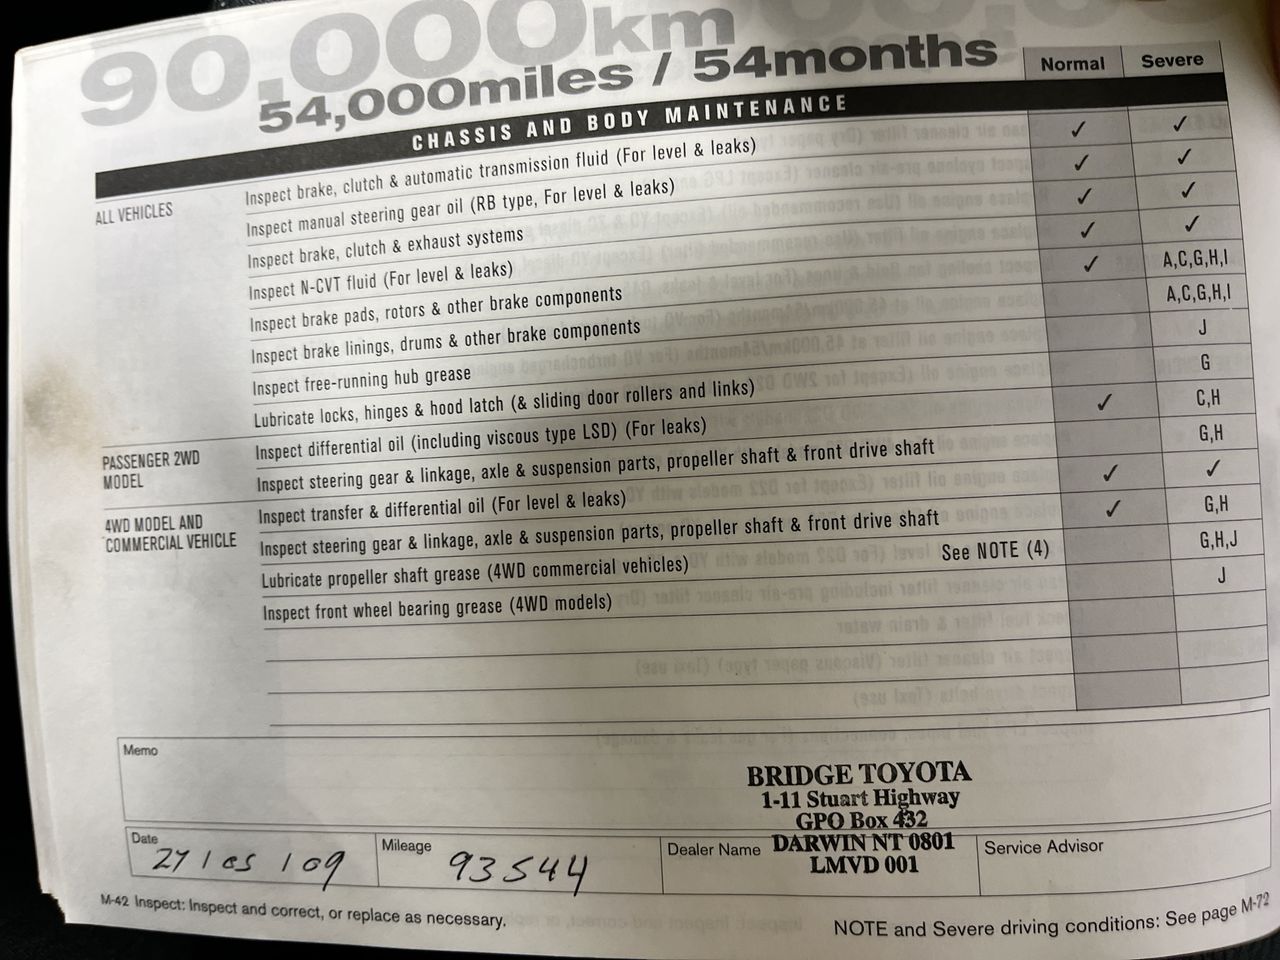 90,000km
54,000miles / 54months
Normal Severe
CHASSIS AND BODY MAINTENANCE
ALL VEHICLES
Inspect brake, clutch & automatic transmission fluid (For level & leaks) ✓ ✓
Inspect manual steering gear oil (RB type, For level & leaks) ✓ ✓
Inspect brake, clutch & exhaust systems ✓ ✓
Inspect N-CVT fluid (For level & leaks) ✓ ✓
Inspect brake pads, rotors & other brake components ✓ A,C,G,H,I
Inspect brake linings, drums & other brake components A,C,G,H,I
Inspect free-running hub grease J
Lubricate locks, hinges & hood latch (& sliding door rollers and links) G
PASSENGER 2WD
MODEL
Inspect differential oil (including viscous type LSD) (For leaks) ✓ C,H
Inspect steering gear & linkage, axle & suspension parts, propeller shaft & front drive shaft G,H
4WD MODEL AND
COMMERCIAL VEHICLE
Inspect transfer & differential oil (For level & leaks) ✓ ✓
Inspect steering gear & linkage, axle & suspension parts, propeller shaft & front drive shaft ✓ G,H
Lubricate propeller shaft grease (4WD commercial vehicles) See NOTE (4) G,H,J
Inspect front wheel bearing grease (4WD models) J
Memo
BRIDGE TOYOTA
1-11 Stuart Highway
GPO Box 432
DARWIN NT 0801
LMVD 001
Date 27 / 05 / 09
Mileage 93544
Dealer Name
Service Advisor
M-42 Inspect: Inspect and correct, or replace as necessary.
NOTE and Severe driving conditions: See page M-72